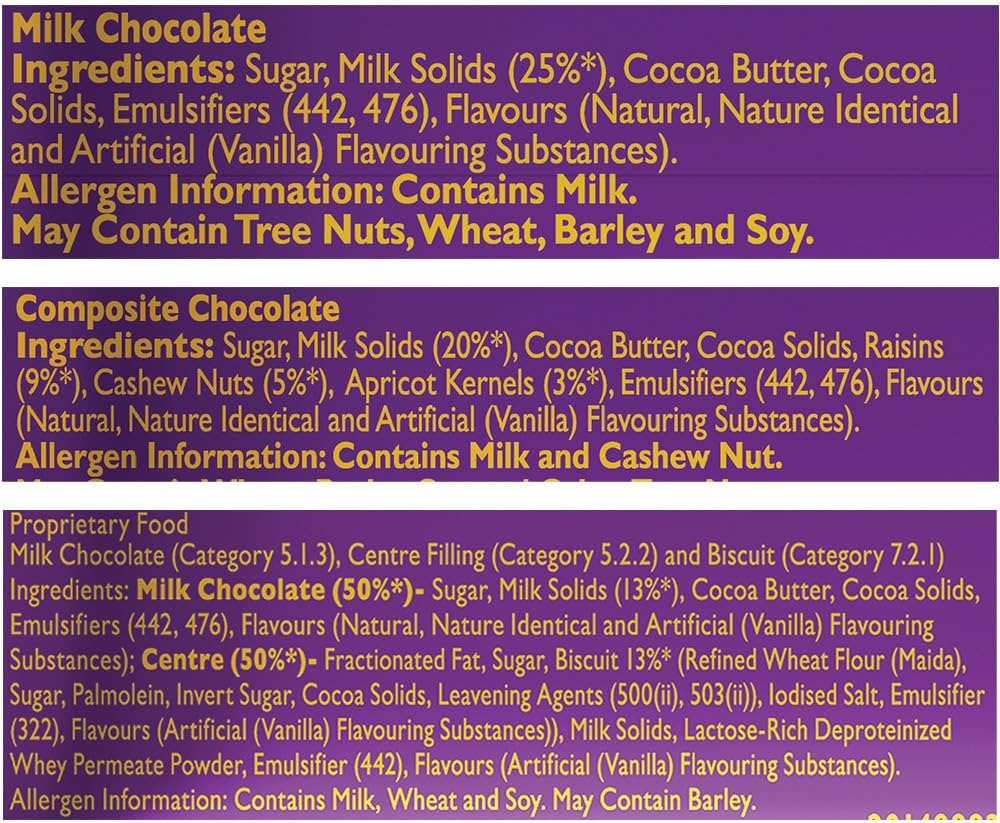 Milk Chocolate
Ingredients: Sugar, Milk Solids (25%*), Cocoa Butter, Cocoa
Solids, Emulsifiers (442, 476), Flavours (Natural, Nature Identical
and Artificial (Vanilla) Flavouring Substances).
Allergen Information: Contains Milk.
May Contain Tree Nuts, Wheat, Barley and Soy.
Composite Chocolate
Ingredients: Sugar, Milk Solids (20%*), Cocoa Butter, Cocoa Solids, Raisins
(9%*), Cashew Nuts (5%*), Apricot Kernels (3%*), Emulsifiers (442, 476), Flavours
(Natural, Nature Identical and Artificial (Vanilla) Flavouring Substances).
Allergen Information: Contains Milk and Cashew Nut.
Proprietary Food
Milk Chocolate (Category 5.1.3), Centre Filling (Category 5.2.2) and Biscuit (Category 7.2.1)
Ingredients: Milk Chocolate (50%*)- Sugar, Milk Solids (13%*), Cocoa Butter, Cocoa Solids,
Emulsifiers (442, 476), Flavours (Natural, Nature Identical and Artificial (Vanilla) Flavouring
Substances); Centre (50%*)- Fractionated Fat, Sugar, Biscuit 13%* (Refined Wheat Flour (Maida),
Sugar, Palmolein, Invert Sugar, Cocoa Solids, Leavening Agents (500(ii), 503(ii)), Iodised Salt, Emulsifier
(322), Flavours (Artificial (Vanilla) Flavouring Substances)), Milk Solids, Lactose-Rich Deproteinized
Whey Permeate Powder, Emulsifier (442), Flavours (Artificial (Vanilla) Flavouring Substances).
Allergen Information: Contains Milk, Wheat and Soy. May Contain Barley.